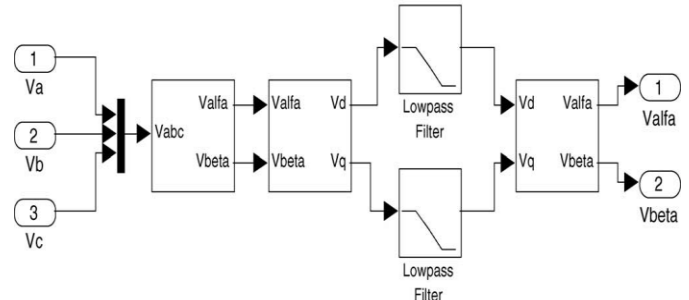 1
Va
2
Vb
3
Vc
Vabc
Valfa
Vbeta
Valfa
Vbeta
Vd
Vq
Lowpass
Filter
Lowpass
Filter
Vd
Vq
Valfa
Vbeta
1
Valfa
2
Vbeta